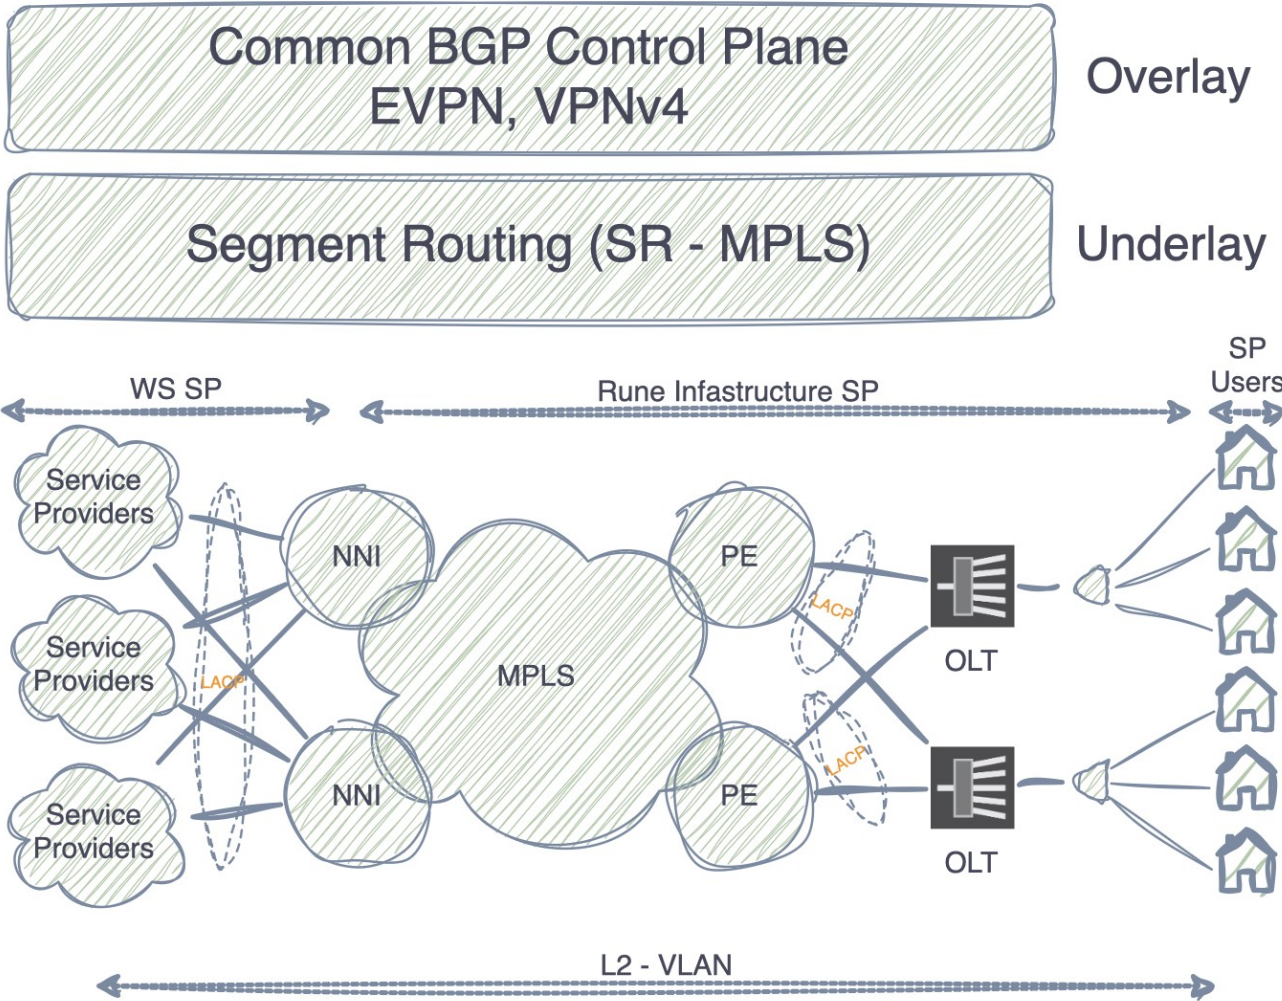 Common BGP Control Plane
EVPN, VPNv4
Overlay
Segment Routing (SR - MPLS)
Underlay
WS SP
Rune Infastructure SP
SP
Users
Service
Providers
NNI
PE
LACP
OLT
Service
Providers
LACP
MPLS
LACP
Service
Providers
NNI
PE
OLT
L2 - VLAN